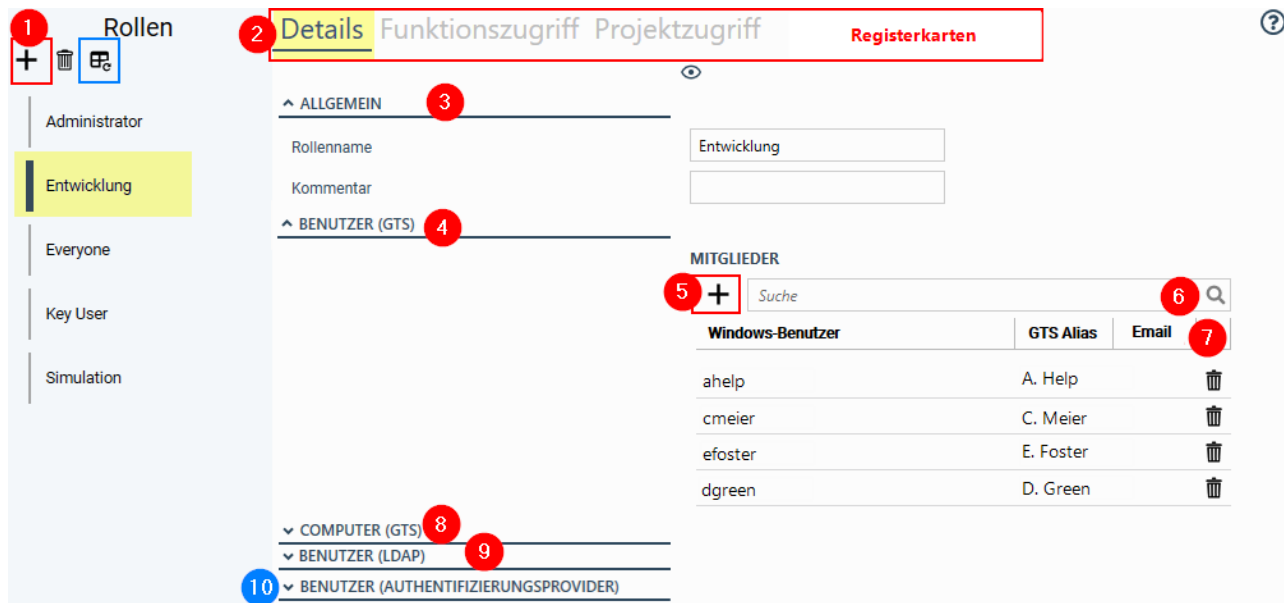 1
Rollen
2
Details Funktionszugriff Projektzugriff
Registerkarten
Administrator
Entwicklung
Everyone
Key User
Simulation
ALLGEMEIN
3
Rollenname
Entwicklung
Kommentar
BENUTZER (GTS)
4
MITGLIEDER
5
Suche
6
Windows-Benutzer GTS Alias Email
7
ahelp A. Help
cmeier C. Meier
efoster E. Foster
dgreen D. Green
COMPUTER (GTS)
8
BENUTZER (LDAP)
9
10
BENUTZER (AUTHENTIFIZIERUNGSPROVIDER)